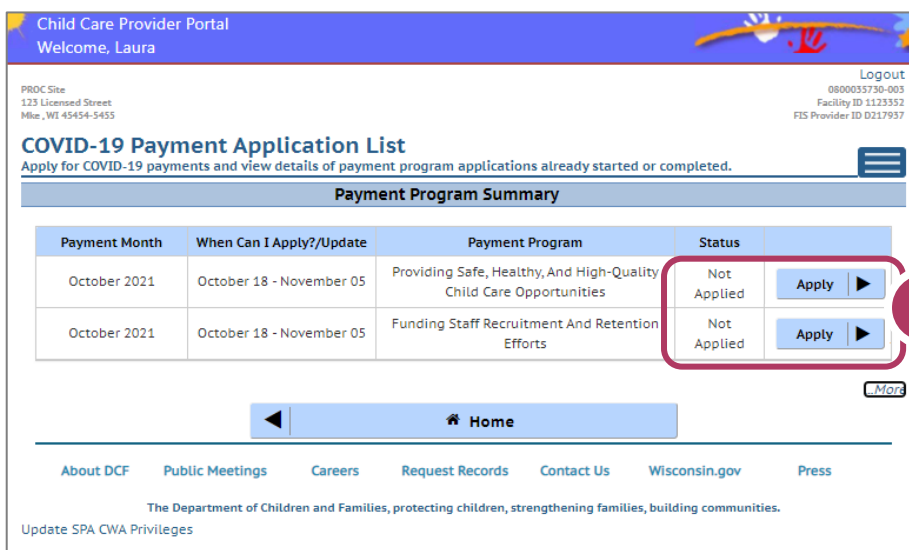 Child Care Provider Portal
Welcome, Laura
Logout
PROC Site
123 Licensed Street
Mke , WI 45454-5455
0800035730-003
Facility ID 1123352
FIS Provider ID D217937
COVID-19 Payment Application List
Apply for COVID-19 payments and view details of payment program applications already started or completed.
Payment Program Summary
Payment Month When Can I Apply?/Update Payment Program Status
October 2021 October 18 - November 05 Providing Safe, Healthy, And High-Quality Child Care Opportunities Not Applied Apply
October 2021 October 18 - November 05 Funding Staff Recruitment And Retention Efforts Not Applied Apply
...More
Home
About DCF Public Meetings Careers Request Records Contact Us Wisconsin.gov Press
The Department of Children and Families, protecting children, strengthening families, building communities.
Update SPA CWA Privileges